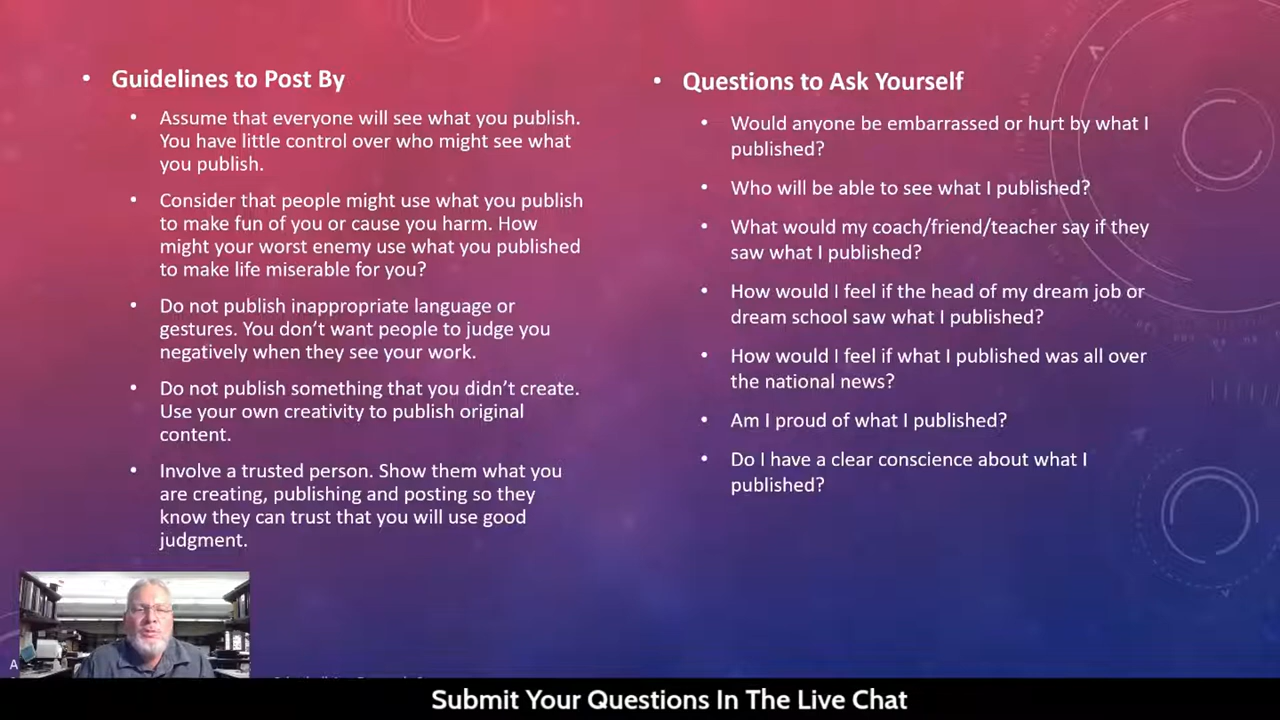 Guidelines to Post By
Assume that everyone will see what you publish.
You have little control over who might see what
you publish.
Consider that people might use what you publish
to make fun of you or cause you harm. How
might your worst enemy use what you published
to make life miserable for you?
Do not publish inappropriate language or
gestures. You don't want people to judge you
negatively when they see your work.
Do not publish something that you didn't create.
Use your own creativity to publish original
content.
Involve a trusted person. Show them what you
are creating, publishing and posting so they
know they can trust that you will use good
judgment.
Questions to Ask Yourself
Would anyone be embarrassed or hurt by what I
published?
Who will be able to see what I published?
What would my coach/friend/teacher say if they
saw what I published?
How would I feel if the head of my dream job or
dream school saw what I published?
How would I feel if what I published was all over
the national news?
Am I proud of what I published?
Do I have a clear conscience about what I
published?
A
Submit Your Questions In The Live Chat